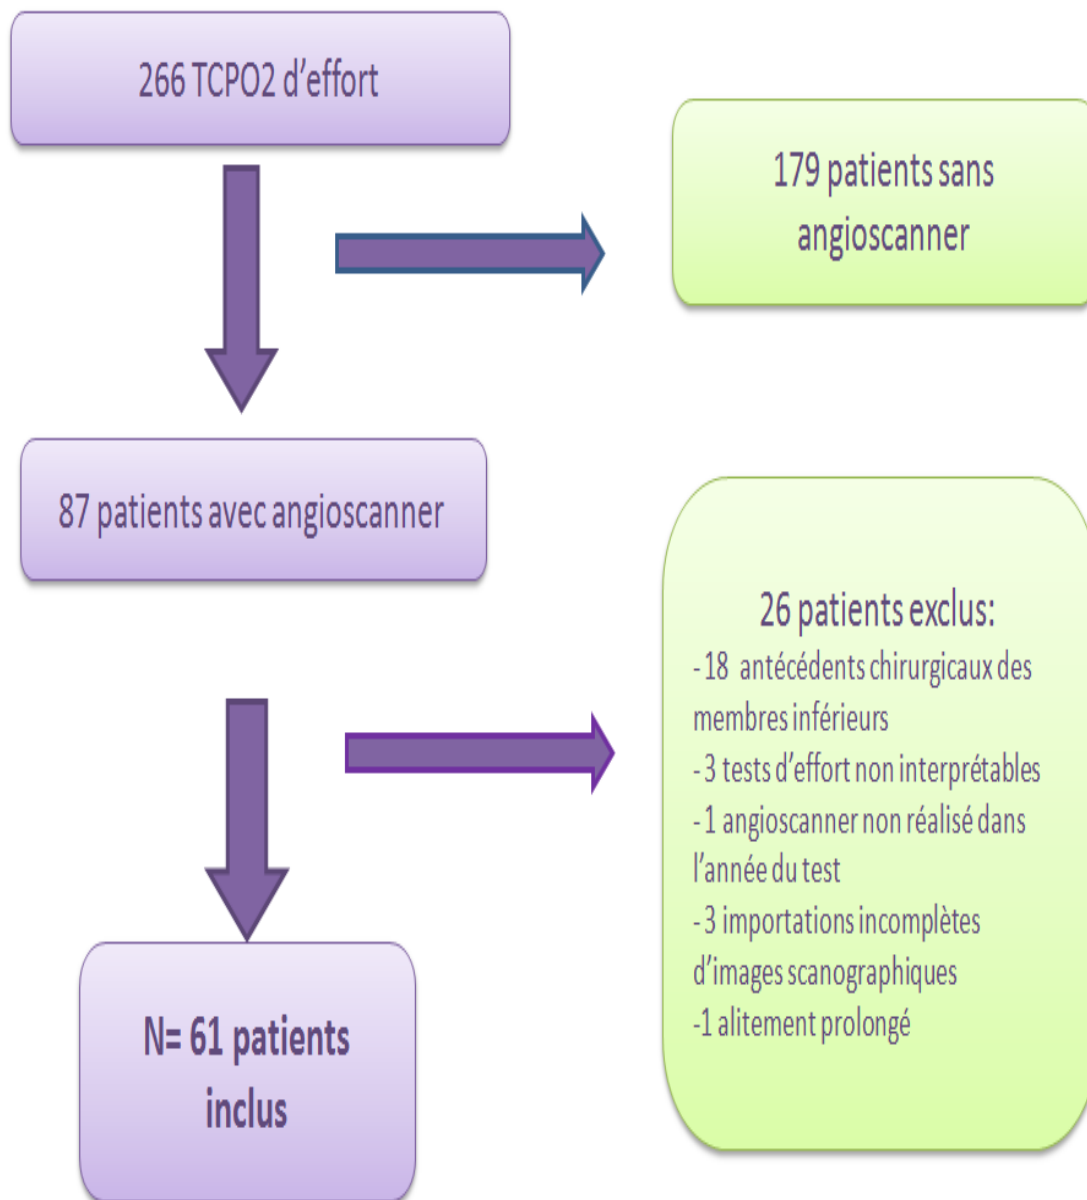 266 TCPO2 d’effort
179 patients sans
angioscanner
87 patients avec angioscanner
26 patients exclus:
- 18 antécédents chirurgicaux des
membres inférieurs
- 3 tests d’effort non interprétables
- 1 angioscanner non réalisé dans
l’année du test
- 3 importations incomplètes
d’images scanographiques
-1 alitement prolongé
N= 61 patients
inclus